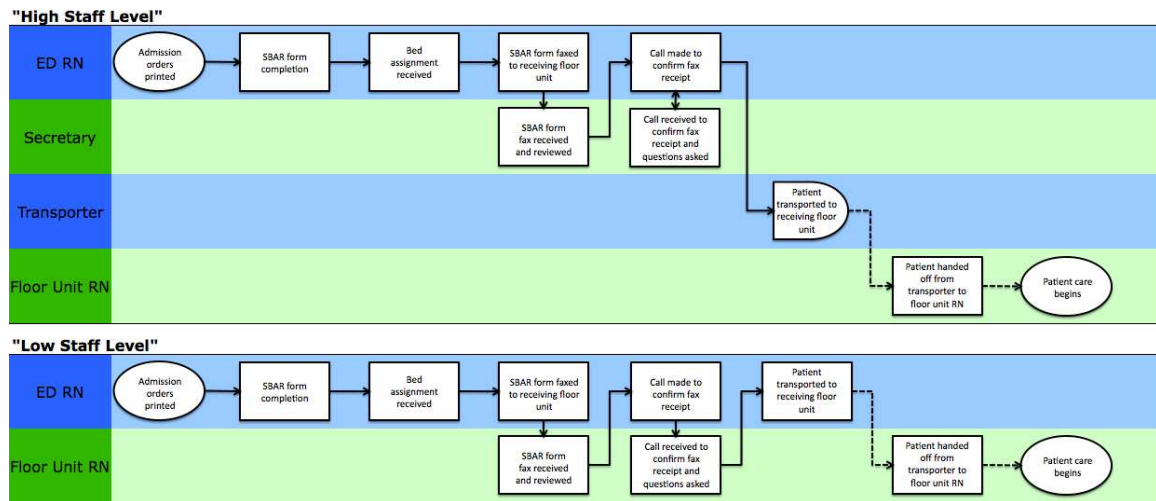 "High Staff Level"
ED RN
Admission
orders
printed
SBAR form
completion
Bed
assignment
received
SBAR form faxed
to receiving floor
unit
Call made to
confirm fax
receipt
Secretary
SBAR form
fax received
and reviewed
Call received to
confirm fax
receipt and
questions asked
Transporter
Patient
transported to
receiving floor
unit
Floor Unit RN
Patient handed
off from
transporter to
floor unit RN
Patient care
begins
"Low Staff Level"
ED RN
Admission
orders
printed
SBAR form
completion
Bed
assignment
received
SBAR form faxed
to receiving floor
unit
Call made to
confirm fax
receipt
Patient
transported to
receiving floor
unit
Floor Unit RN
SBAR form
fax received
and reviewed
Call received to
confirm fax
receipt and
questions asked
Patient handed
off from
transporter to
floor unit RN
Patient care
begins